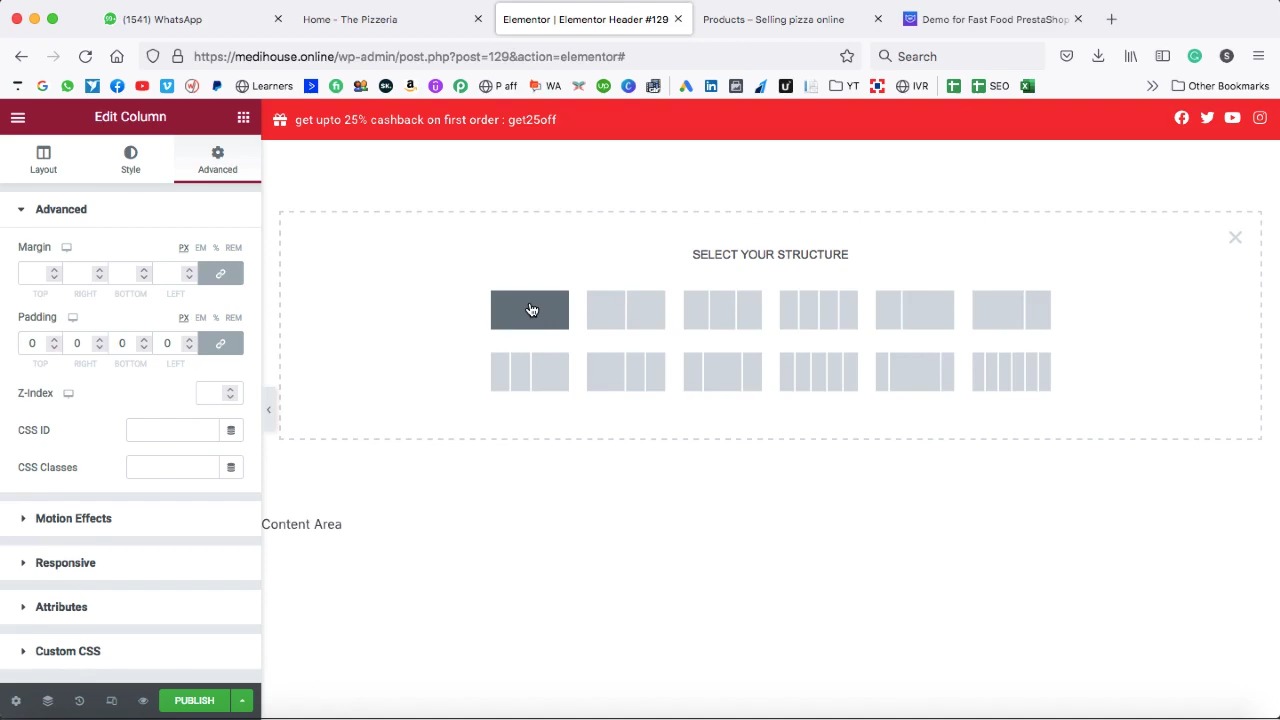 (1541) WhatsApp
Home - The Pizzeria
Elementor | Elementor Header #129
Products – Selling pizza online
Demo for Fast Food PrestaShop
https://medihouse.online/wp-admin/post.php?post=129&action=elementor#
Search
Learners
P aff
WA
YT
IVR
SEO
Other Bookmarks
Edit Column
get upto 25% cashback on first order : get25off
Layout
Style
Advanced
Advanced
Margin
PX EM % REM
TOP RIGHT BOTTOM LEFT
Padding
PX EM % REM
0 0 0 0
TOP RIGHT BOTTOM LEFT
Z-Index
CSS ID
CSS Classes
Motion Effects
Responsive
Attributes
Custom CSS
PUBLISH
SELECT YOUR STRUCTURE
Content Area